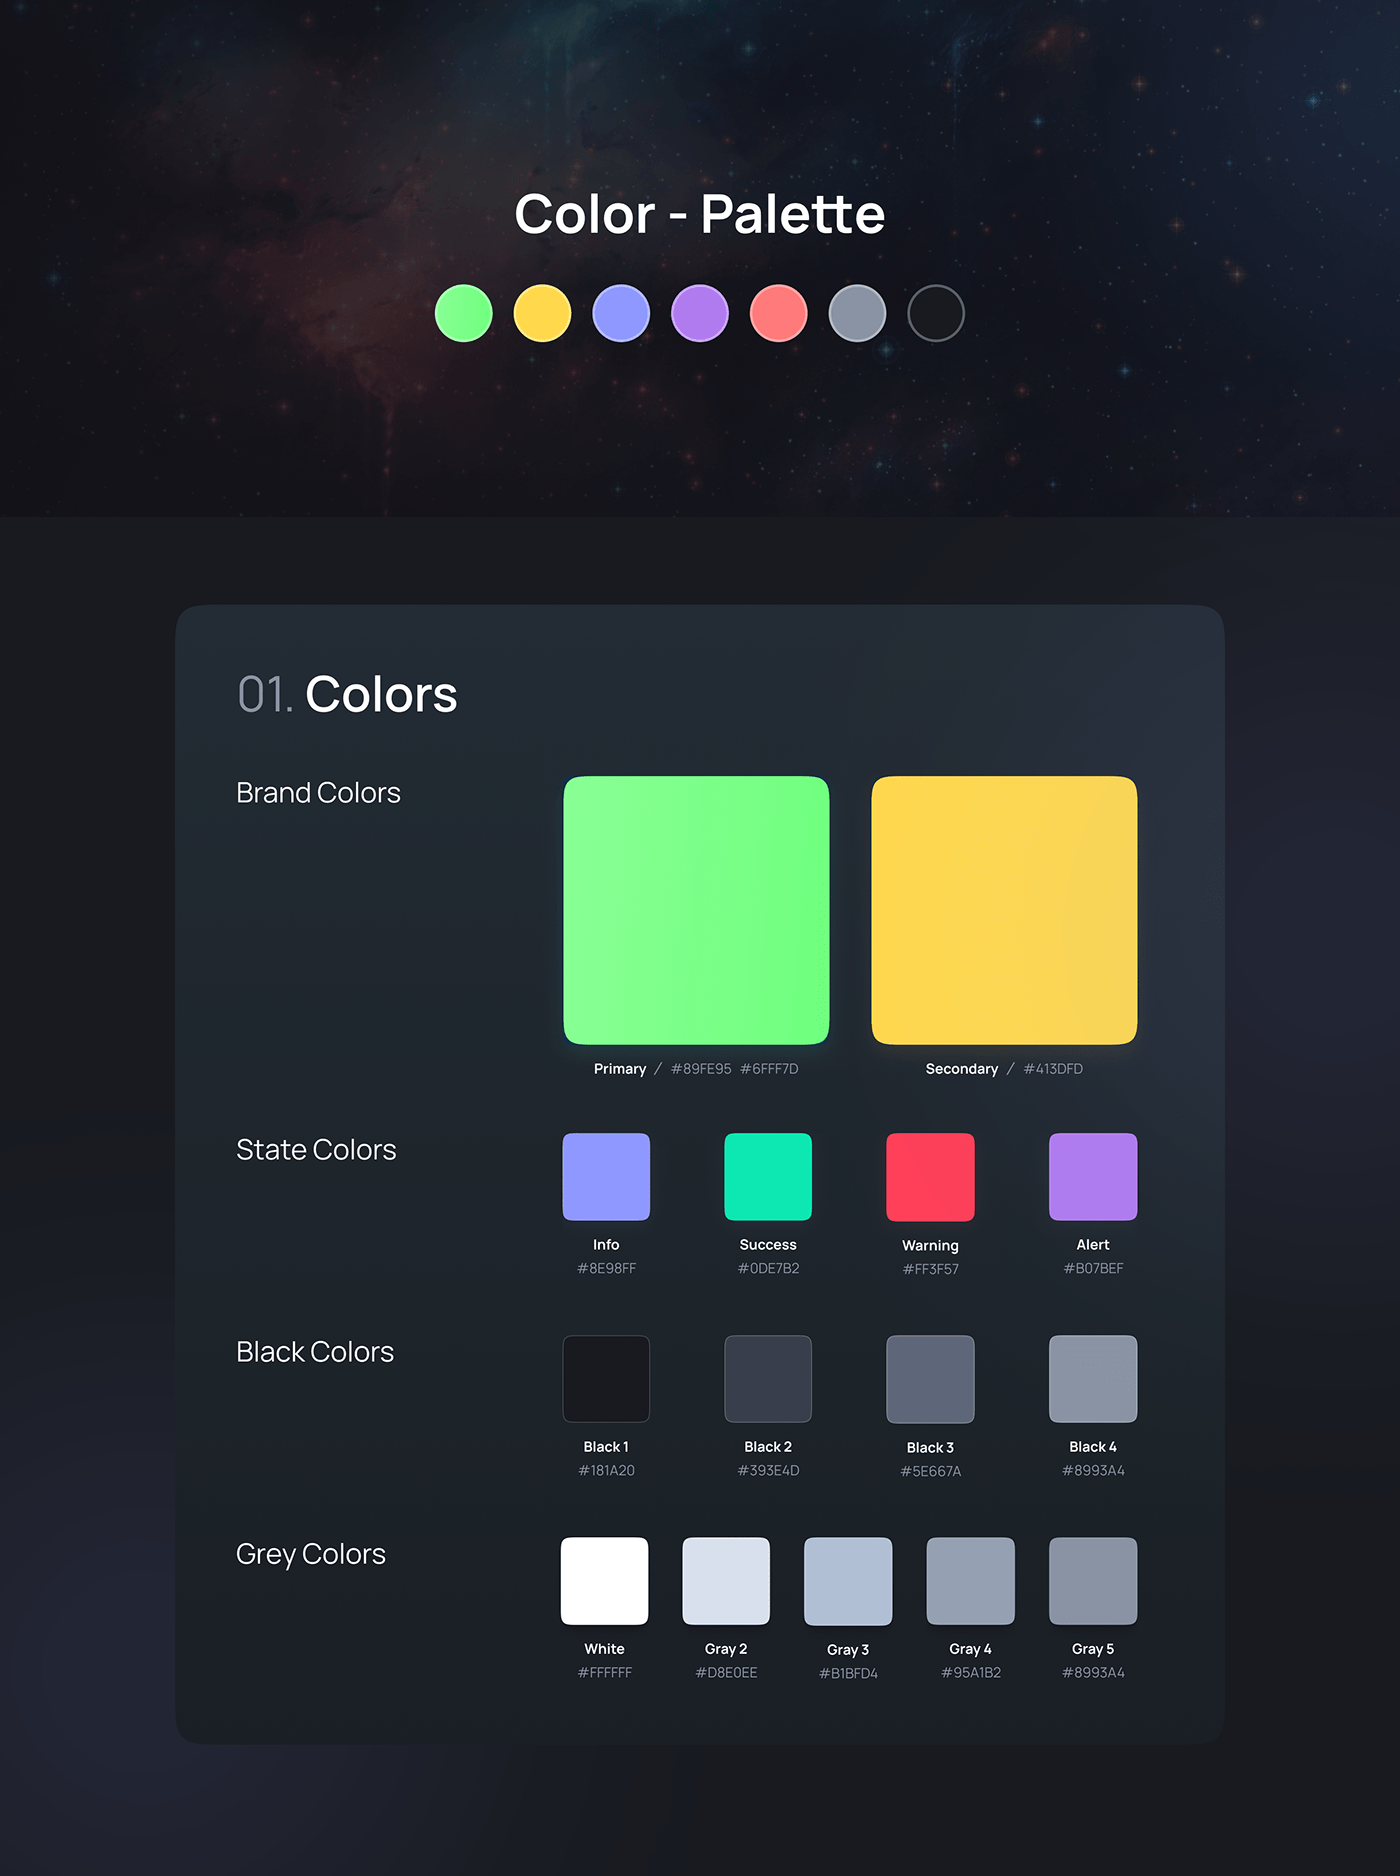 Color - Palette
01. Colors
Brand Colors
Primary / #89FE95 #6FFF7D
Secondary / #413DFD
State Colors
Info
#8E98FF
Success
#0DE7B2
Warning
#FF3F57
Alert
#B07BEF
Black Colors
Black 1
#181A20
Black 2
#393E4D
Black 3
#5E667A
Black 4
#8993A4
Grey Colors
White
#FFFFFF
Gray 2
#D8E0EE
Gray 3
#B1BFD4
Gray 4
#95A1B2
Gray 5
#8993A4